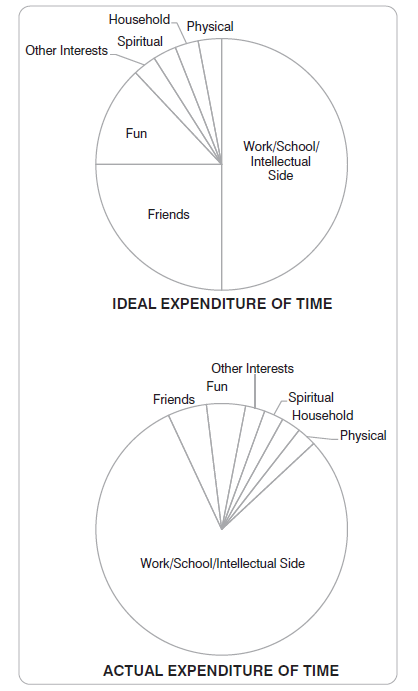 Household
Physical
Spiritual
Other Interests
Fun
Work/School/
Intellectual
Side
Friends
IDEAL EXPENDITURE OF TIME
Other Interests
Fun
Friends
Spiritual
Household
Physical
Work/School/Intellectual Side
ACTUAL EXPENDITURE OF TIME